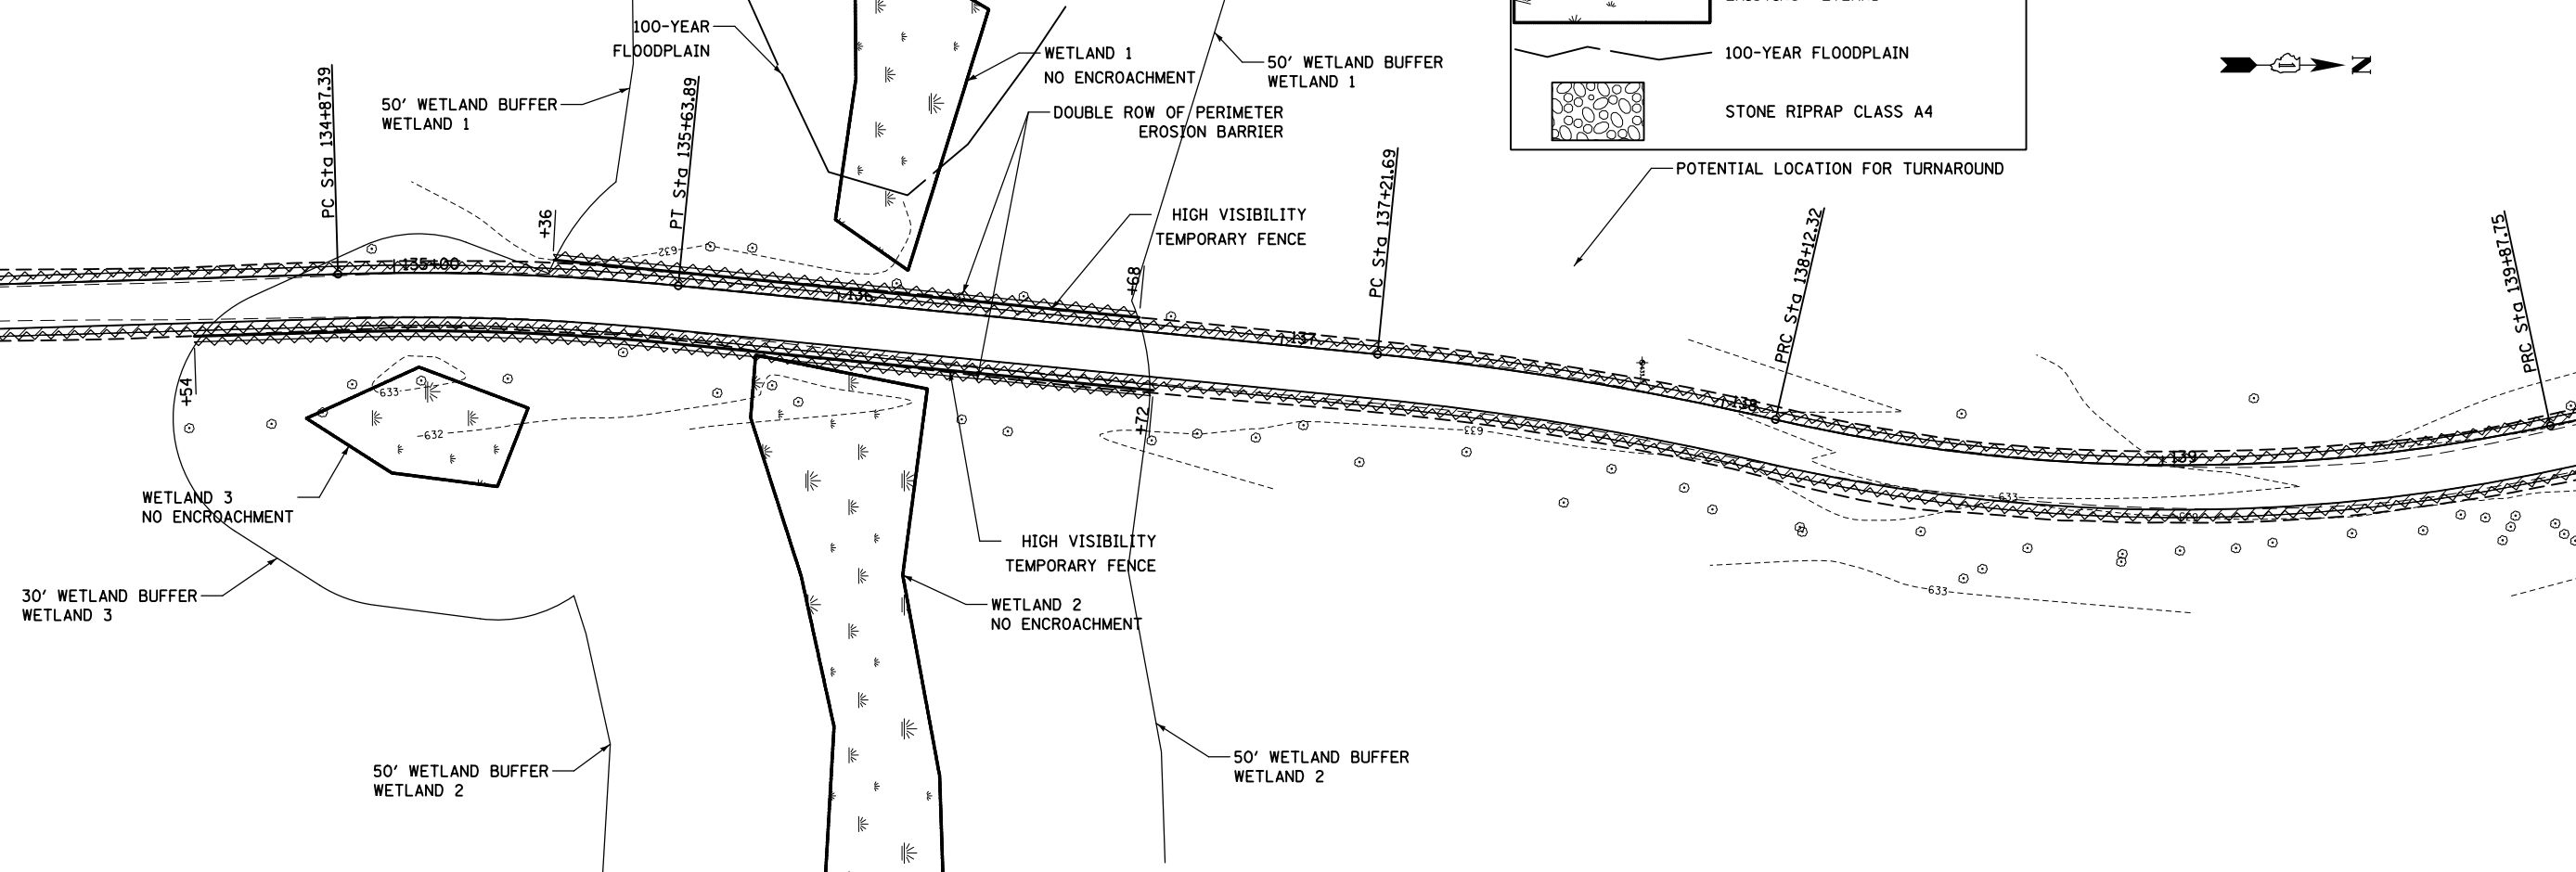 100-YEAR
FLOODPLAIN
WETLAND 1
NO ENCROACHMENT
50' WETLAND BUFFER
WETLAND 1
100-YEAR FLOODPLAIN
N
STONE RIPRAP CLASS A4
50' WETLAND BUFFER
WETLAND 1
DOUBLE ROW OF PERIMETER
EROSION BARRIER
PC Sta 134+87.39
PT Sta 135+63.89
PC Sta 137+21.69
PRC Sta 138+12.32
PRC Sta 139+87.75
POTENTIAL LOCATION FOR TURNAROUND
HIGH VISIBILITY
TEMPORARY FENCE
+36
632
+68
135+00
136
137
138
139
+54
+72
633
632
633
633
633
WETLAND 3
NO ENCROACHMENT
HIGH VISIBILITY
TEMPORARY FENCE
30' WETLAND BUFFER
WETLAND 3
WETLAND 2
NO ENCROACHMENT
50' WETLAND BUFFER
WETLAND 2
50' WETLAND BUFFER
WETLAND 2